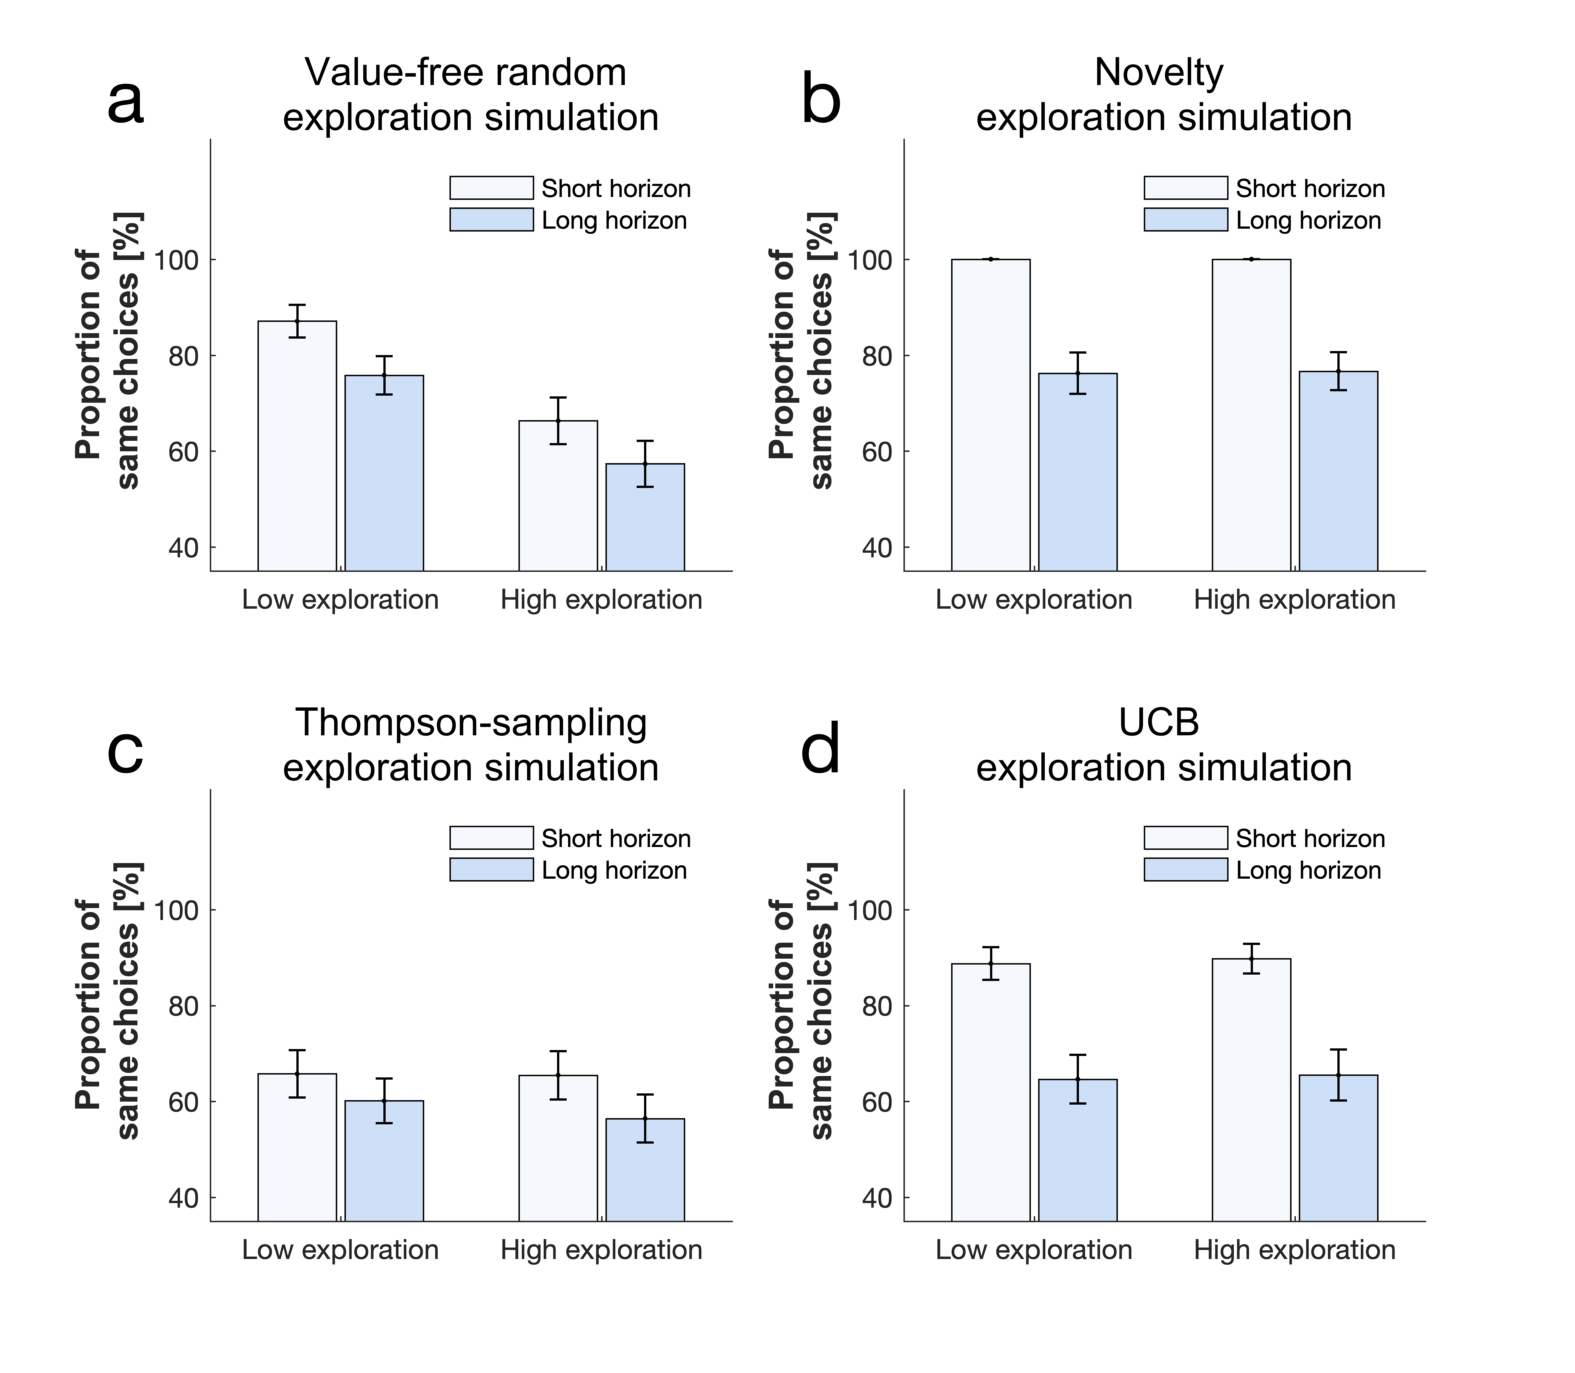 a
Value-free random
exploration simulation
Short horizon
Long horizon
Proportion of
same choices [%]
100
80
60
40
Low exploration
High exploration
b
Novelty
exploration simulation
Short horizon
Long horizon
Proportion of
same choices [%]
100
80
60
40
Low exploration
High exploration
c
Thompson-sampling
exploration simulation
Short horizon
Long horizon
Proportion of
same choices [%]
100
80
60
40
Low exploration
High exploration
d
UCB
exploration simulation
Short horizon
Long horizon
Proportion of
same choices [%]
100
80
60
40
Low exploration
High exploration